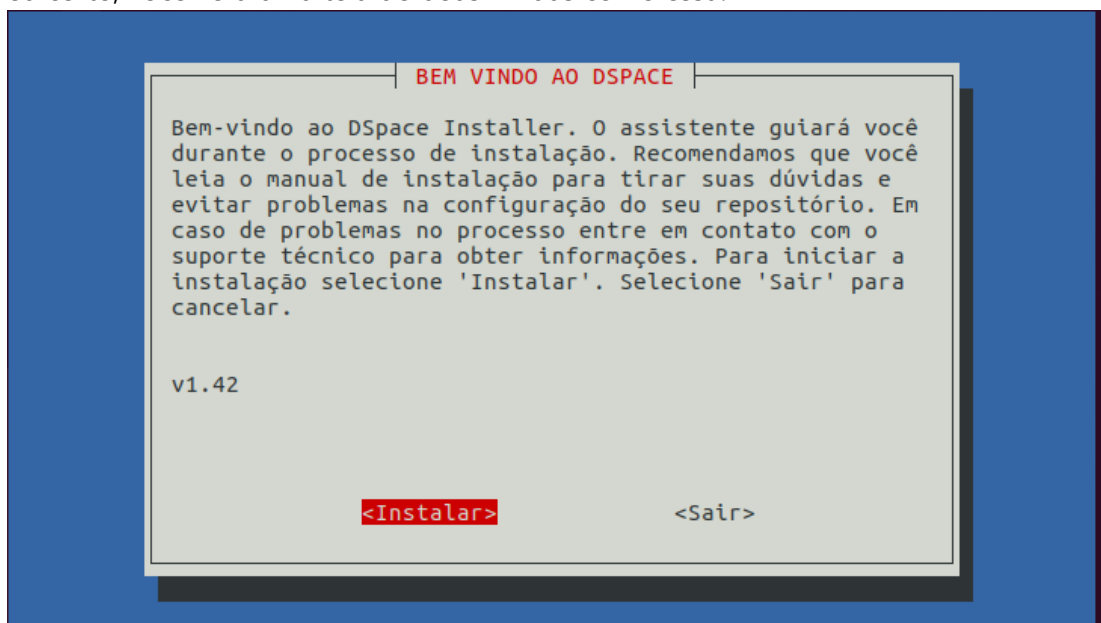 BEM VINDO AO DSPACE
Bem-vindo ao DSpace Installer. O assistente guiará você
durante o processo de instalação. Recomendamos que você
leia o manual de instalação para tirar suas dúvidas e
evitar problemas na configuração do seu repositório. Em
caso de problemas no processo entre em contato com o
suporte técnico para obter informações. Para iniciar a
instalação selecione 'Instalar'. Selecione 'Sair' para
cancelar.
v1.42
<Instalar> <Sair>